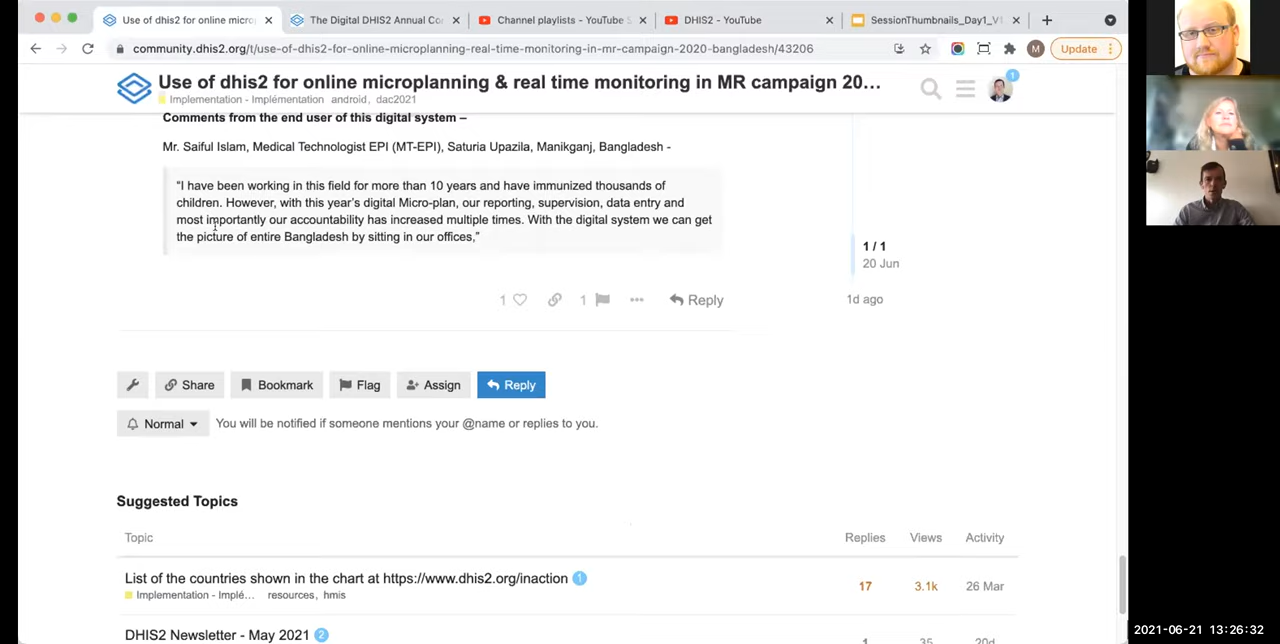 Use of dhis2 for online microp
The Digital DHIS2 Annual Co
Channel playlists - YouTube S
DHIS2 - YouTube
SessionThumbnails_Day1_V1
community.dhis2.org/t/use-of-dhis2-for-online-microplanning-real-time-monitoring-in-mr-campaign-2020-bangladesh/43206
M
Update
Use of dhis2 for online microplanning & real time monitoring in MR campaign 20...
1
Implementation - Implémentation android, dac2021
Comments from the end user of this digital system –
Mr. Saiful Islam, Medical Technologist EPI (MT-EPI), Saturia Upazila, Manikganj, Bangladesh -
“I have been working in this field for more than 10 years and have immunized thousands of
children. However, with this year’s digital Micro-plan, our reporting, supervision, data entry and
most importantly our accountability has increased multiple times. With the digital system we can get
the picture of entire Bangladesh by sitting in our offices,”
1 / 1
20 Jun
1 1 ... Reply
1d ago
Share Bookmark Flag Assign Reply
Normal You will be notified if someone mentions your @name or replies to you.
Suggested Topics
Topic Replies Views Activity
List of the countries shown in the chart at https://www.dhis2.org/inaction 1 17 3.1k 26 Mar
Implementation - Implé... resources, hmis
DHIS2 Newsletter - May 2021 2 1 35 20d
2021-06-21 13:26:32